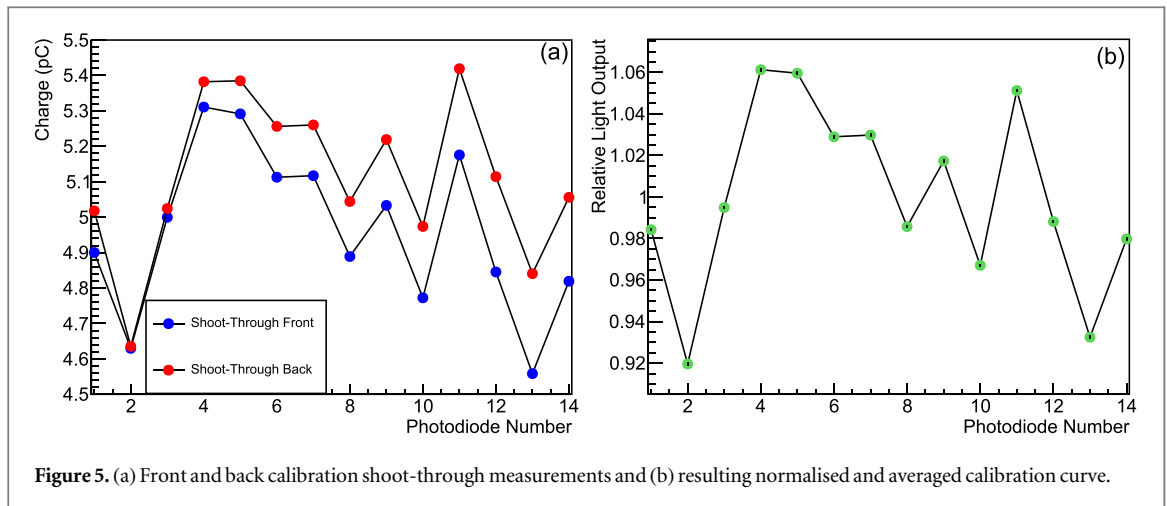 (a)
Charge (pC)
5.5
5.4
5.3
5.2
5.1
5
4.9
4.8
4.7
4.6
4.5
Shoot-Through Front
Shoot-Through Back
2 4 6 8 10 12 14
Photodiode Number
(b)
Relative Light Output
1.06
1.04
1.02
1
0.98
0.96
0.94
0.92
2 4 6 8 10 12 14
Photodiode Number
Figure 5. (a) Front and back calibration shoot-through measurements and (b) resulting normalised and averaged calibration curve.